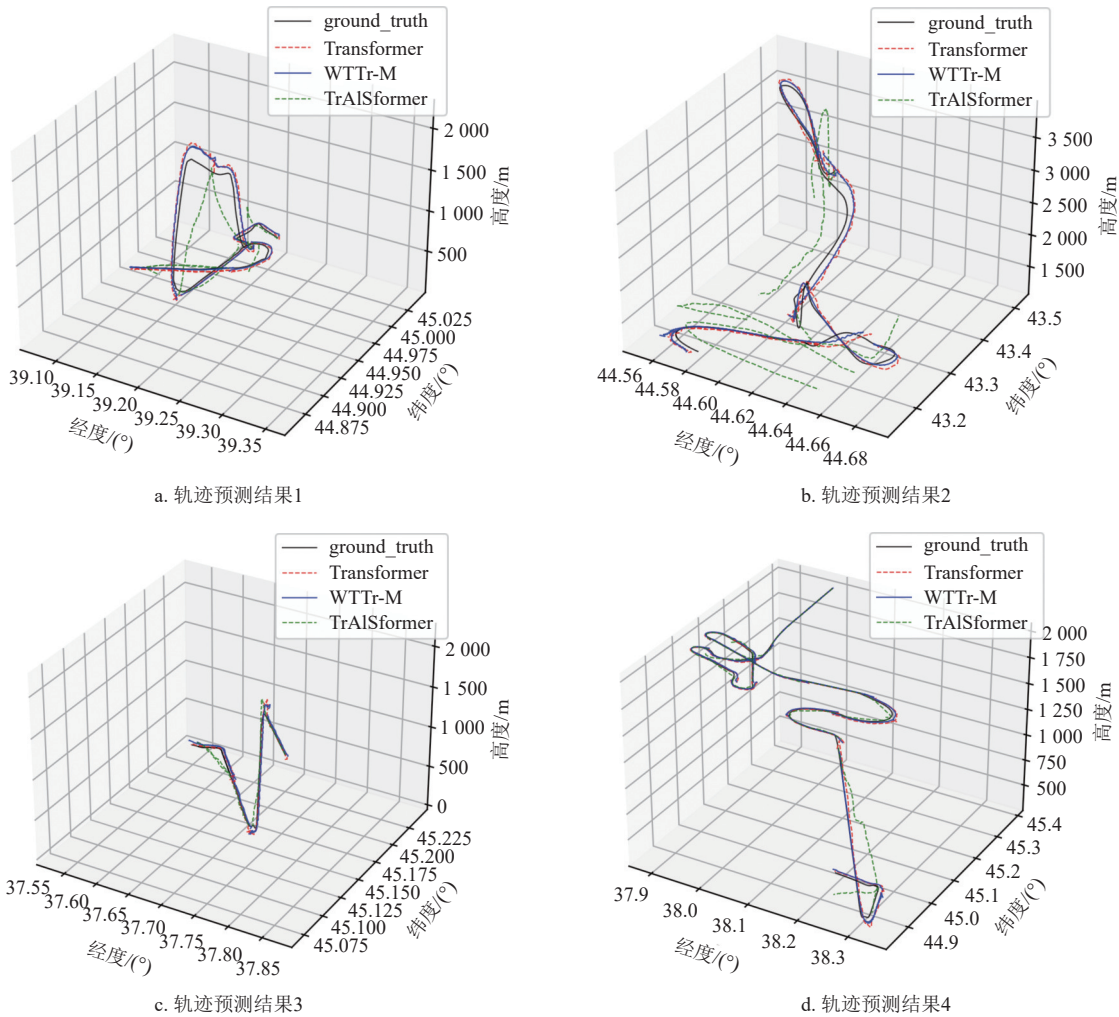 ground_truth
Transformer
WTTr-M
TrAISformer
2 000
1 500
1 000
500
高度/m
45.025
45.000
44.975
44.950
44.925
44.900
44.875
纬度/(°)
39.10
39.15
39.20
39.25
39.30
39.35
经度/(°)
a. 轨迹预测结果1
ground_truth
Transformer
WTTr-M
TrAISformer
3 500
3 000
2 500
2 000
1 500
高度/m
43.5
43.4
43.3
43.2
纬度/(°)
44.56
44.58
44.60
44.62
44.64
44.66
44.68
经度/(°)
b. 轨迹预测结果2
ground_truth
Transformer
WTTr-M
TrAISformer
2 000
1 500
1 000
500
0
高度/m
45.225
45.200
45.175
45.150
45.125
45.100
45.075
纬度/(°)
37.55
37.60
37.65
37.70
37.75
37.80
37.85
经度/(°)
c. 轨迹预测结果3
ground_truth
Transformer
WTTr-M
TrAISformer
2 000
1 750
1 500
1 250
1 000
750
500
高度/m
45.4
45.3
45.2
45.1
45.0
44.9
纬度/(°)
37.9
38.0
38.1
38.2
38.3
经度/(°)
d. 轨迹预测结果4